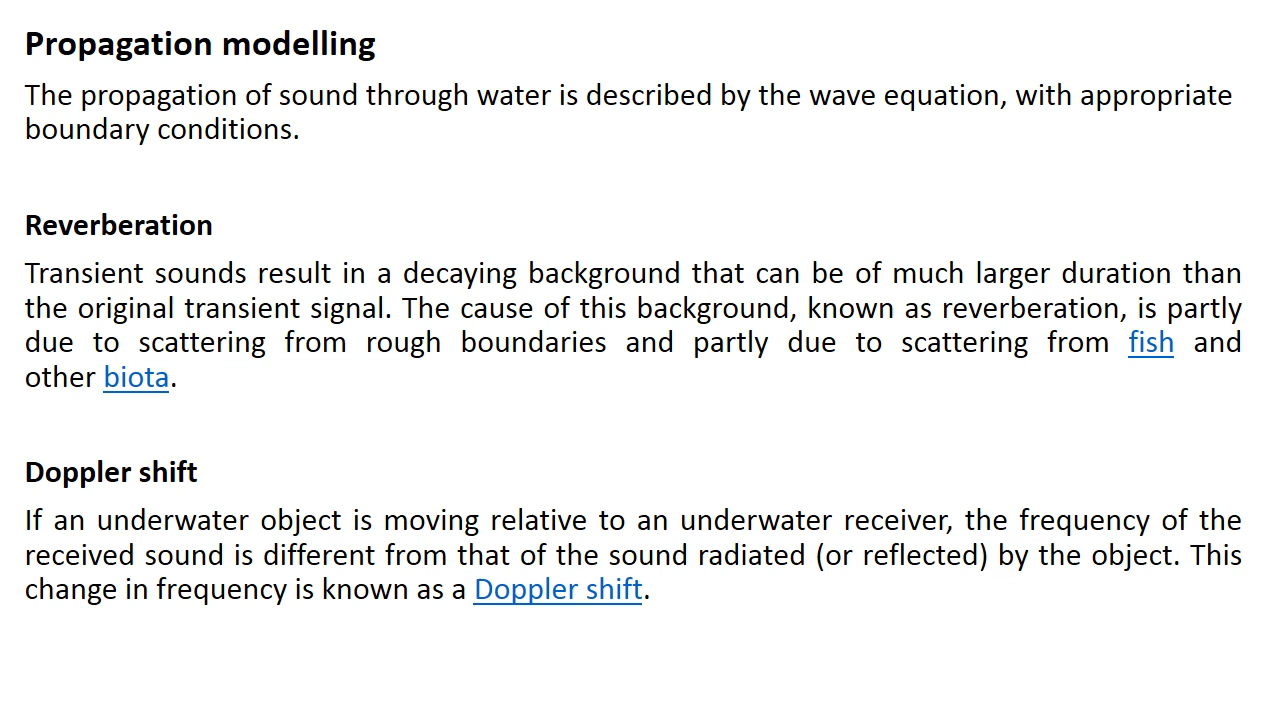 Propagation modelling
The propagation of sound through water is described by the wave equation, with appropriate
boundary conditions.
Reverberation
Transient sounds result in a decaying background that can be of much larger duration than
the original transient signal. The cause of this background, known as reverberation, is partly
due to scattering from rough boundaries and partly due to scattering from fish and
other biota.
Doppler shift
If an underwater object is moving relative to an underwater receiver, the frequency of the
received sound is different from that of the sound radiated (or reflected) by the object. This
change in frequency is known as a Doppler shift.